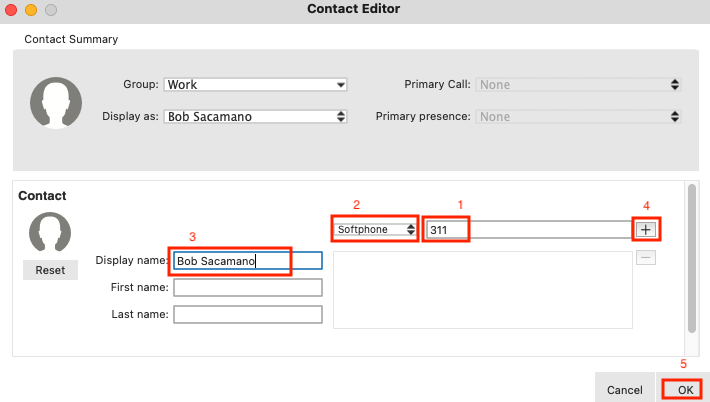 Contact Editor
Contact Summary
Group: Work
Primary Call: None
Display as: Bob Sacamano
Primary presence: None
Contact
2
1
4
Softphone
311
+
3
Reset
Display name: Bob Sacamano
First name:
Last name:
5
Cancel
OK